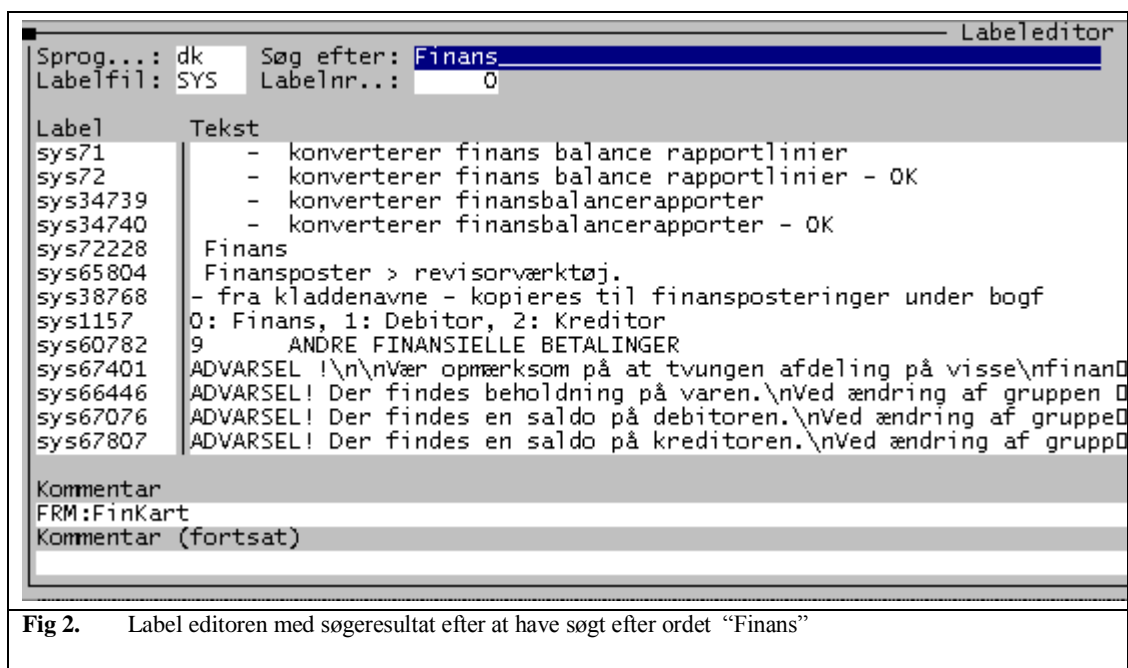 Labeleditor
Sprog...: dk Søg efter: Finans
Labelfil: SYS Labelnr..: 0
Label Tekst
sys71 - konverterer finans balance rapportlinier
sys72 - konverterer finans balance rapportlinier - OK
sys34739 - konverterer finansbalancerapporter
sys34740 - konverterer finansbalancerapporter - OK
sys72228 Finans
sys65804 Finansposter > revisorværktøj.
sys38768 - fra kladdenavne - kopieres til finansposteringer under bogf
sys1157 0: Finans, 1: Debitor, 2: Kreditor
sys60782 9 ANDRE FINANSIELLE BETALINGER
sys67401 ADVARSEL !\n\nVær opmærksom på at tvungen afdeling på visse\nfinan
sys66446 ADVARSEL! Der findes beholdning på varen.\nVed ændring af gruppen
sys67076 ADVARSEL! Der findes en saldo på debitoren.\nVed ændring af gruppe
sys67807 ADVARSEL! Der findes en saldo på kreditoren.\nVed ændring af grupp
Kommentar
FRM:FinKart
Kommentar (fortsat)
Fig 2. Label editoren med søgeresultat efter at have søgt efter ordet “Finans”